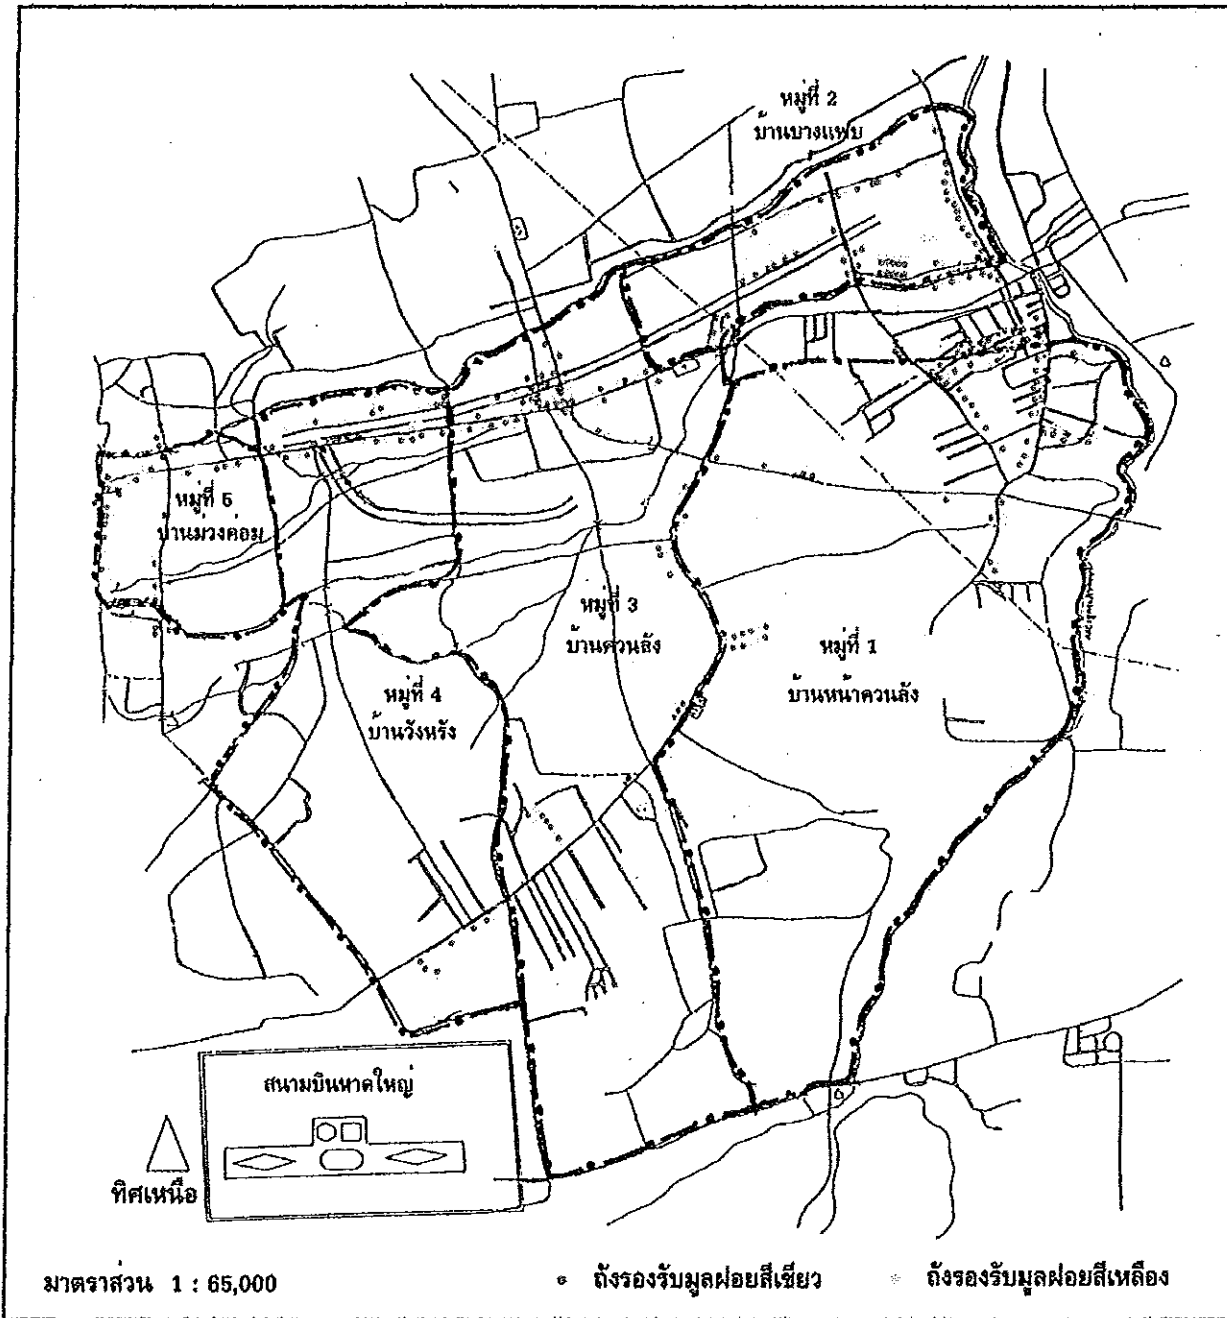 หมู่ที่ 2
บ้านบางแฟบ
หมู่ที่ 5
บ้านม่วงค่อม
หมู่ที่ 3
บ้านควนลัง
หมู่ที่ 1
บ้านหน้าควนลัง
หมู่ที่ 4
บ้านวังหรัง
สนามบินหาดใหญ่
ทิศเหนือ
มาตราส่วน 1 : 65,000
ถังรองรับมูลฝอยสีเขียว
ถังรองรับมูลฝอยสีเหลือง